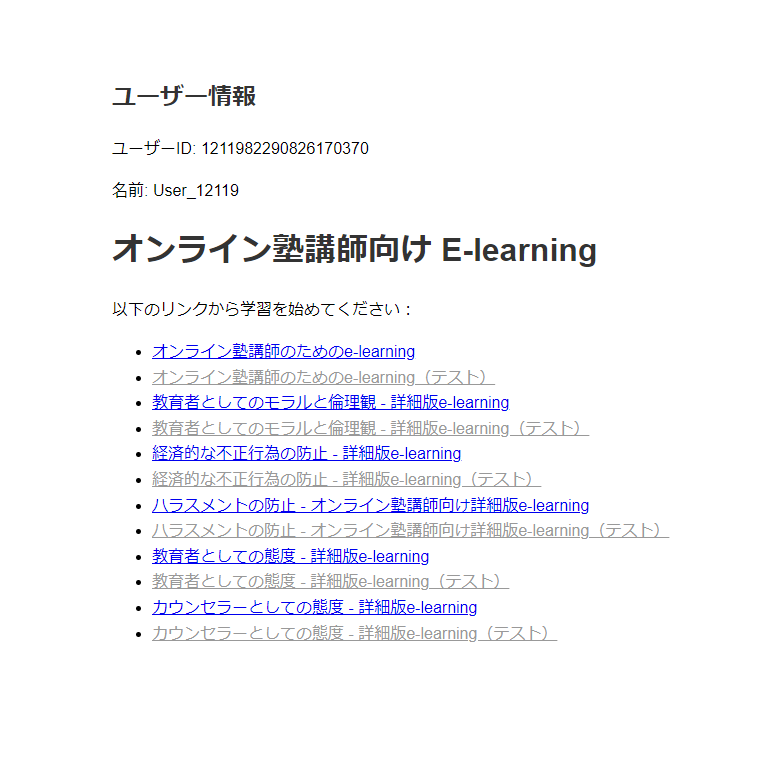 ユーザー情報
ユーザーID: 1211982290826170370
名前: User_12119
オンライン塾講師向け E-learning
以下のリンクから学習を始めてください：
オンライン塾講師のためのe-learning
オンライン塾講師のためのe-learning（テスト）
教育者としてのモラルと倫理観 - 詳細版e-learning
教育者としてのモラルと倫理観 - 詳細版e-learning（テスト）
経済的な不正行為の防止 - 詳細版e-learning
経済的な不正行為の防止 - 詳細版e-learning（テスト）
ハラスメントの防止 - オンライン塾講師向け詳細版e-learning
ハラスメントの防止 - オンライン塾講師向け詳細版e-learning（テスト）
教育者としての態度 - 詳細版e-learning
教育者としての態度 - 詳細版e-learning（テスト）
カウンセラーとしての態度 - 詳細版e-learning
カウンセラーとしての態度 - 詳細版e-learning（テスト）